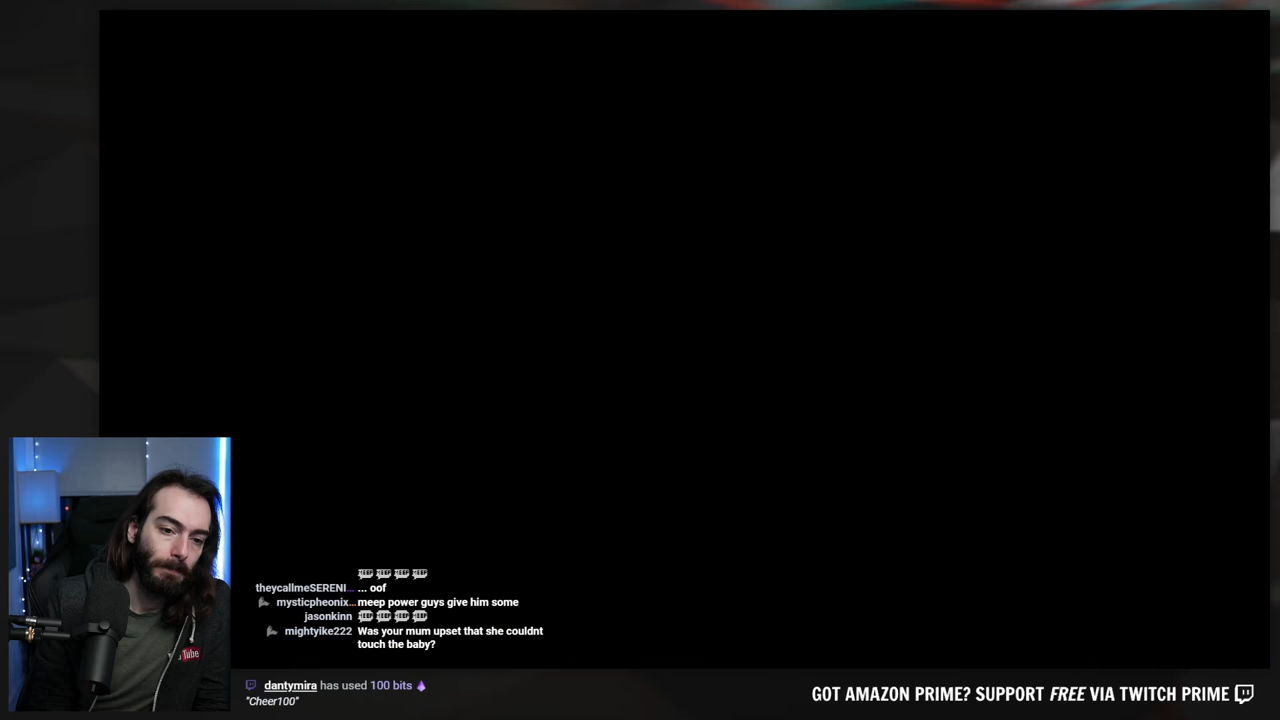 theycallmeSERENI... ... oof
mysticpheonix... meep power guys give him some
jasonkinn
mightyike222 Was your mum upset that she couldnt
touch the baby?
dantymira has used 100 bits
"Cheer100"
GOT AMAZON PRIME? SUPPORT FREE VIA TWITCH PRIME
Tube